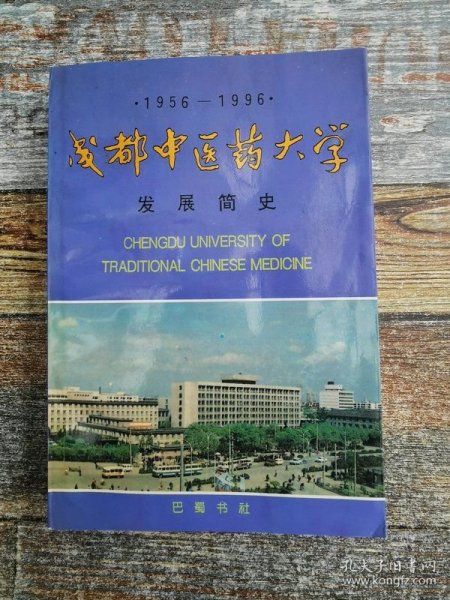 ·1956—1996·
成都中医药大学
发展简史
CHENGDU UNIVERSITY OF
TRADITIONAL CHINESE MEDICINE
巴蜀书社
孔夫子旧书网
www.kongfz.com